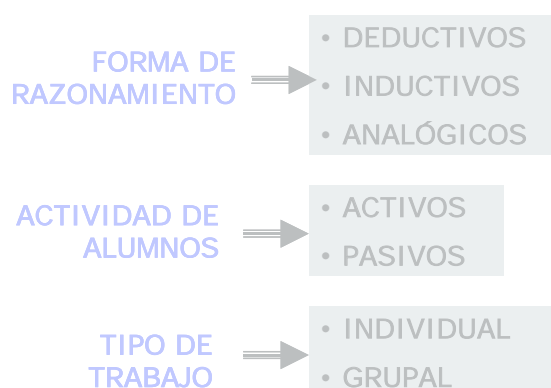 FORMA DE
RAZONAMIENTO
• DEDUCTIVOS
• INDUCTIVOS
• ANALÓGICOS
ACTIVIDAD DE
ALUMNOS
• ACTIVOS
• PASIVOS
TIPO DE
TRABAJO
• INDIVIDUAL
• GRUPAL